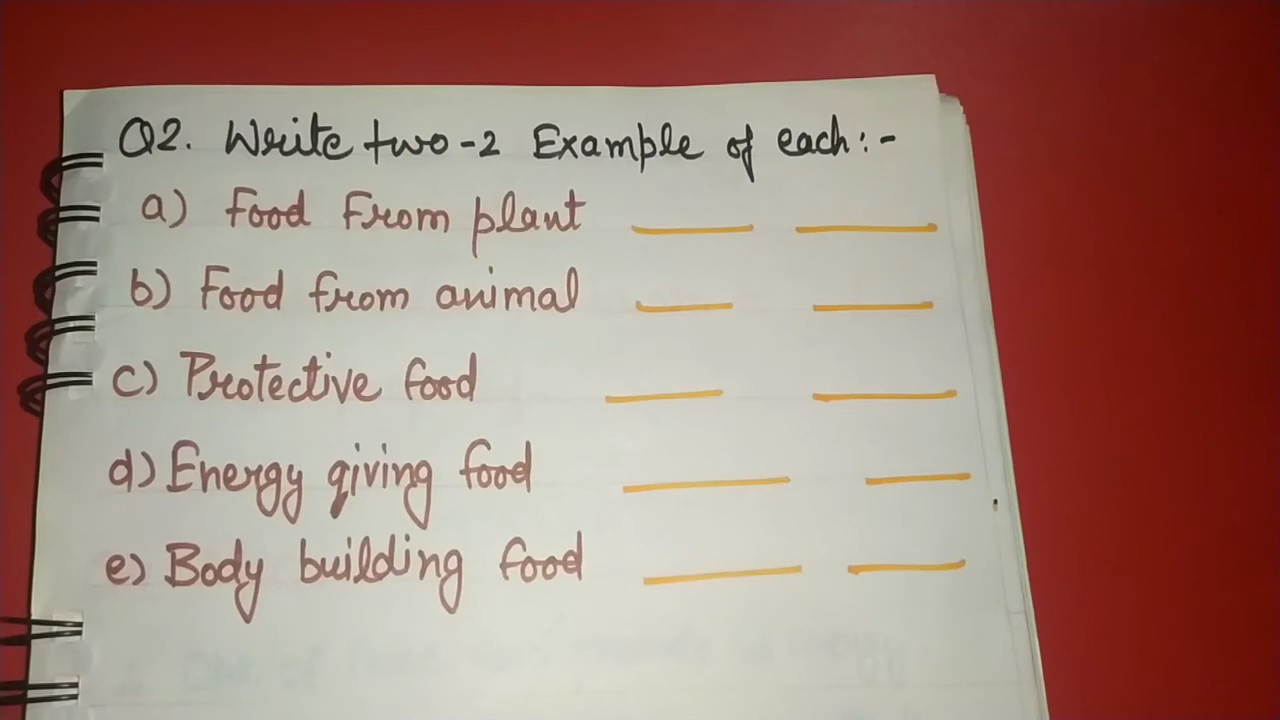 Q2. Write two-2 Example of each:-
a) Food From plant
b) Food from animal
c) Protective food
d) Energy giving food
e) Body building food